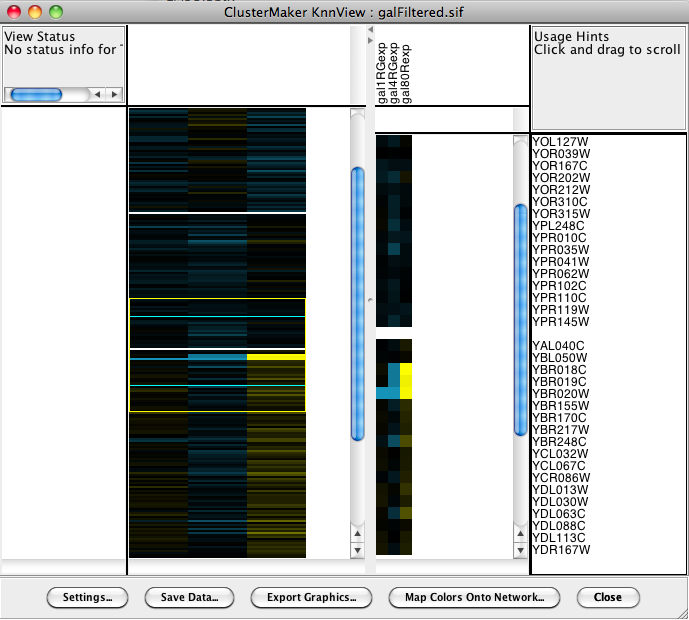 ClusterMaker KnnView : galFiltered.sif
View Status
No status info for
gal1RGexp
gal4RGexp
gal80Rexp
Usage Hints
Click and drag to scroll
YOL127W
YOR039W
YOR167C
YOR202W
YOR212W
YOR310C
YOR315W
YPL248C
YPR010C
YPR035W
YPR041W
YPR062W
YPR102C
YPR110C
YPR119W
YPR145W
YAL040C
YBL050W
YBR018C
YBR019C
YBR020W
YBR155W
YBR170C
YBR217W
YBR248C
YCL032W
YCL067C
YCR086W
YDL013W
YDL030W
YDL063C
YDL088C
YDL113C
YDR167W
Settings...
Save Data...
Export Graphics...
Map Colors Onto Network...
Close